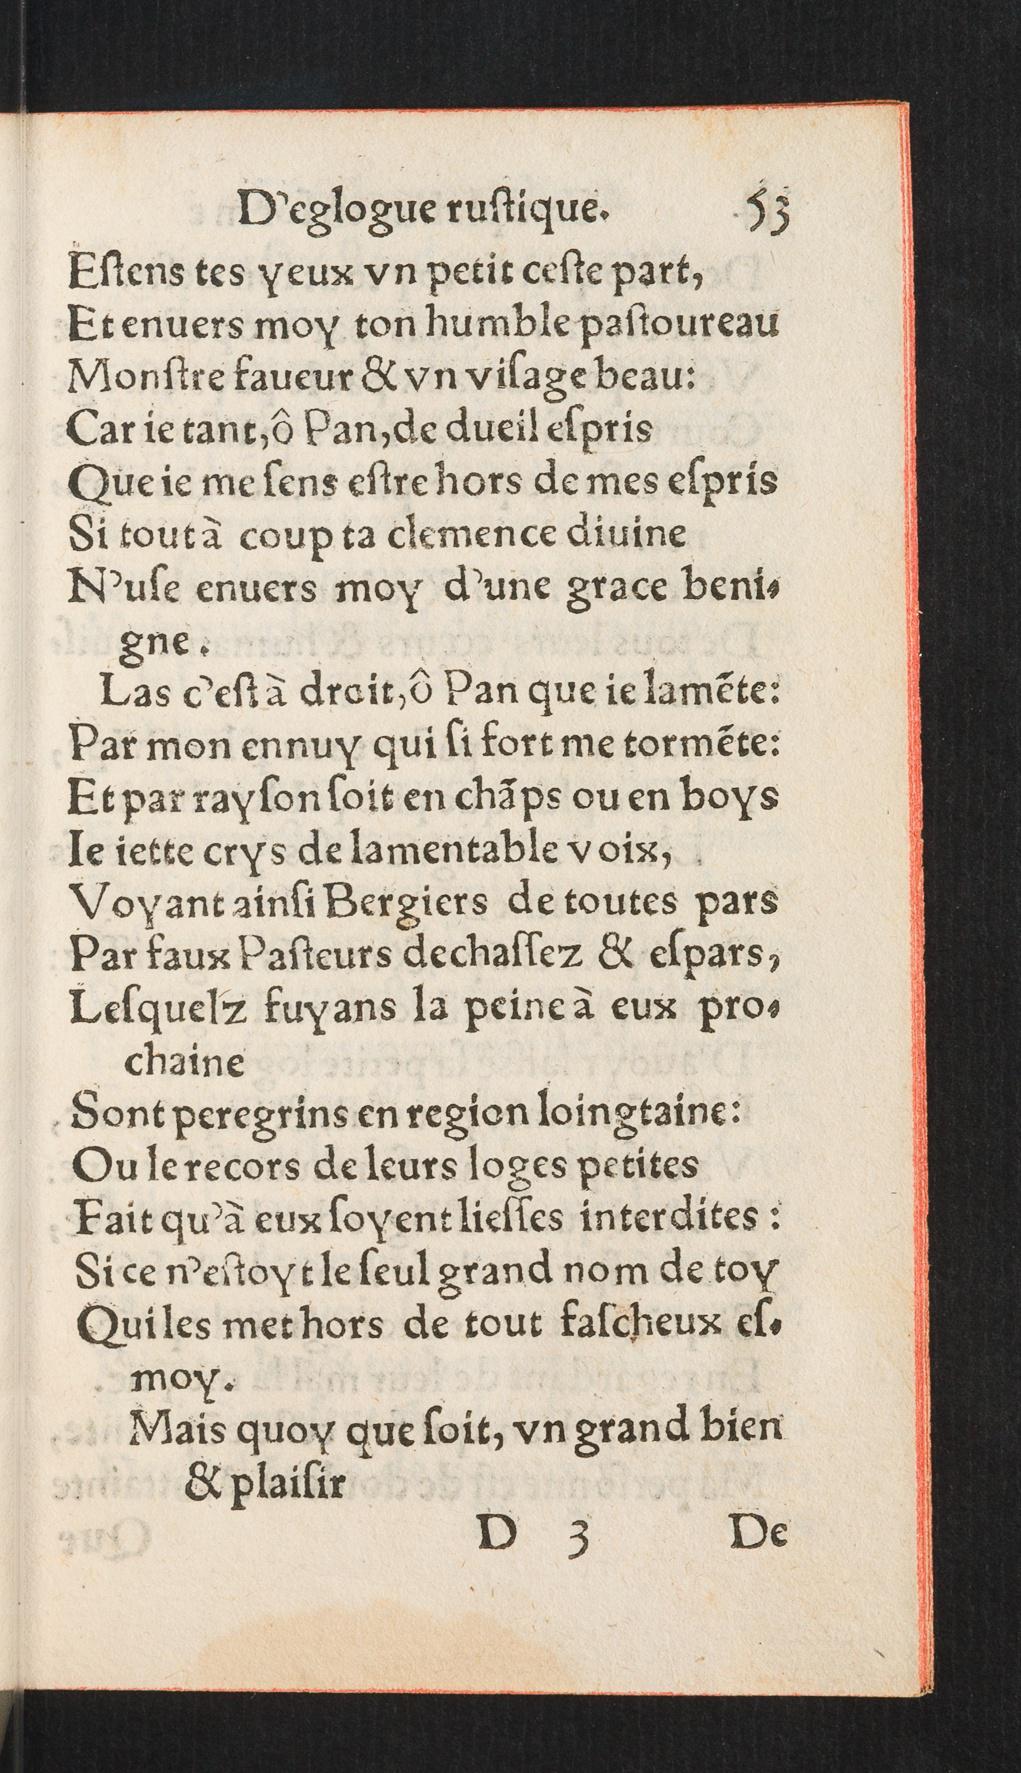 D'eglogue ruſtique. 53
Eſtens tes yeux vn petit ceſte part,
Et enuers moy ton humble paſtoureau
Monſtre faueur & vn viſage beau:
Car ie tant, ô Pan, de dueil eſpris
Que ie me ſens eſtre hors de mes eſpris
Si tout à coup ta clemence diuine
N'uſe enuers moy d'une grace beni-
gne.
Las c'eſt à droit, ô Pan que ie lamẽte:
Par mon ennuy qui ſi fort me tormẽte:
Et par rayſon ſoit en chãps ou en boys
Ie iette crys de lamentable voix,
Voyant ainſi Bergiers de toutes pars
Par faux Paſteurs dechaſſez & eſpars,
Leſquelz fuyans la peine à eux pro-
chaine
Sont peregrins en region loingtaine:
Ou le recors de leurs loges petites
Fait qu'à eux ſoyent lieſſes interdites:
Si ce n'eſtoyt le ſeul grand nom de toy
Qui les met hors de tout faſcheux eſ-
moy.
Mais quoy que ſoit, vn grand bien
& plaiſir
D 3 De